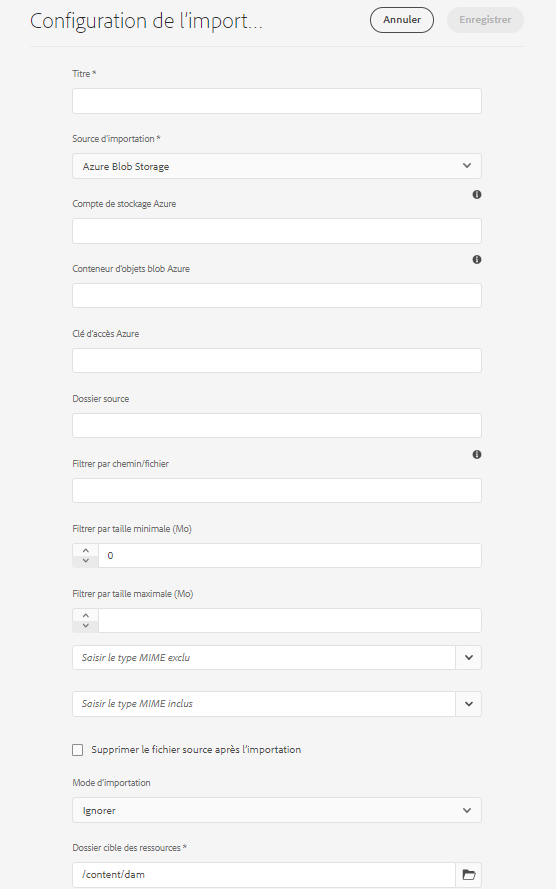 Configuration de l'import...
Annuler
Enregistrer
Titre *
Source d'importation *
Azure Blob Storage
Compte de stockage Azure
Conteneur d'objets blob Azure
Clé d'accès Azure
Dossier source
Filtrer par chemin/fichier
Filtrer par taille minimale (Mo)
0
Filtrer par taille maximale (Mo)
Saisir le type MIME exclu
Saisir le type MIME inclus
Supprimer le fichier source après l'importation
Mode d'importation
Ignorer
Dossier cible des ressources *
/content/dam